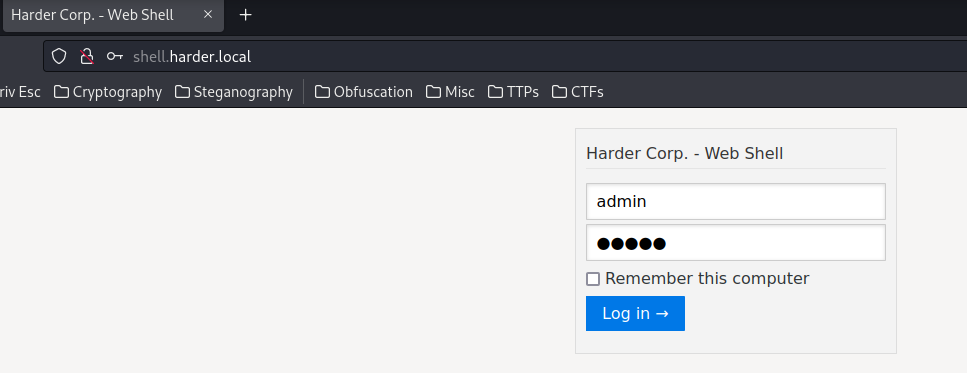 Harder Corp. - Web Shell
shell.harder.local
riv Esc Cryptography Steganography Obfuscation Misc TTPs CTFs
Harder Corp. - Web Shell
admin
●●●●●
Remember this computer
Log in →